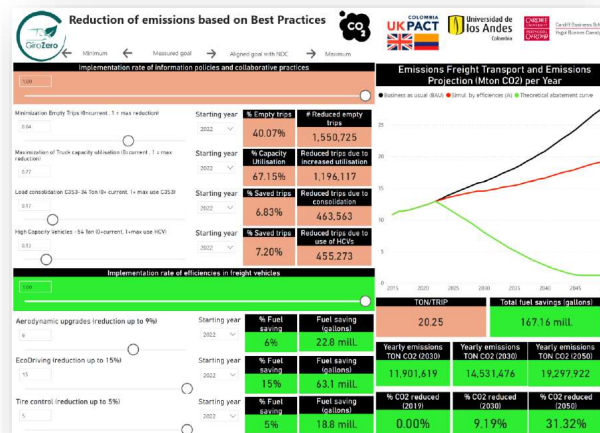 Reduction of emissions based on Best Practices
GiroZero
CO2
COLOMBIA
UK PACT
Universidad de
los Andes
Colombia
CARDIFF
Minimum
Measured goal
Aligned goal with NDC
Maximum
Implementation rate of information policies and collaborative practices
1.00
Minimisation Empty Trips (0=current , 1 = max reduction)
0.64
Starting year
2022
% Empty trips
40.07%
# Reduced empty
trips
1,550,725
Maximization of Truck capacity utilisation (0=current , 1 = max
reduction)
0.77
Starting year
2022
% Capacity
Utilisation
67.15%
Reduced trips due to
increased utilisation
1,196,117
Load consolidation C3S3- 34 Ton (0= current, 1= max use C3S3)
0.17
Starting year
2022
% Saved trips
6.83%
Reduced trips due to
consolidation
463,563
High Capacity Vehicles - 54 Ton (0=current, 1=max use HCV)
0.13
Starting year
2022
% Saved trips
7.20%
Reduced trips due to
use of HCVs
455,273
Implementation rate of efficiencies in freight vehicles
1.00
Aerodynamic upgrades (reduction up to 9%)
6
Starting year
2022
% Fuel
saving
6%
Fuel saving
(gallons)
22.8 mill.
EcoDriving (reduction up to 15%)
15
Starting year
2022
% Fuel
saving
15%
Fuel saving
(gallons)
63.1 mill.
Tire control (reduction up to 5%)
5
Starting year
2022
% Fuel
saving
5%
Fuel saving
(gallons)
18.8 mill.
Emissions Freight Transport and Emissions
Projection (Mton CO2) per Year
Business as usual (BAU)
Simul. by efficiencies (A)
Theoretical abatement curve
25
20
15
10
5
0
2015
2020
2025
2030
2035
2040
2045
TON/TRIP
20.25
Total fuel savings (gallons)
167.16 mill.
Yearly emissions
TON CO2 (2030)
11,901,619
Yearly emissions
TON CO2 (2030)
14,531,476
Yearly emissions
TON CO2 (2050)
19,297,922
% CO2 reduced
(2019)
0.00%
% CO2 reduced
(2030)
9.19%
% CO2 reduced
(2050)
31.32%